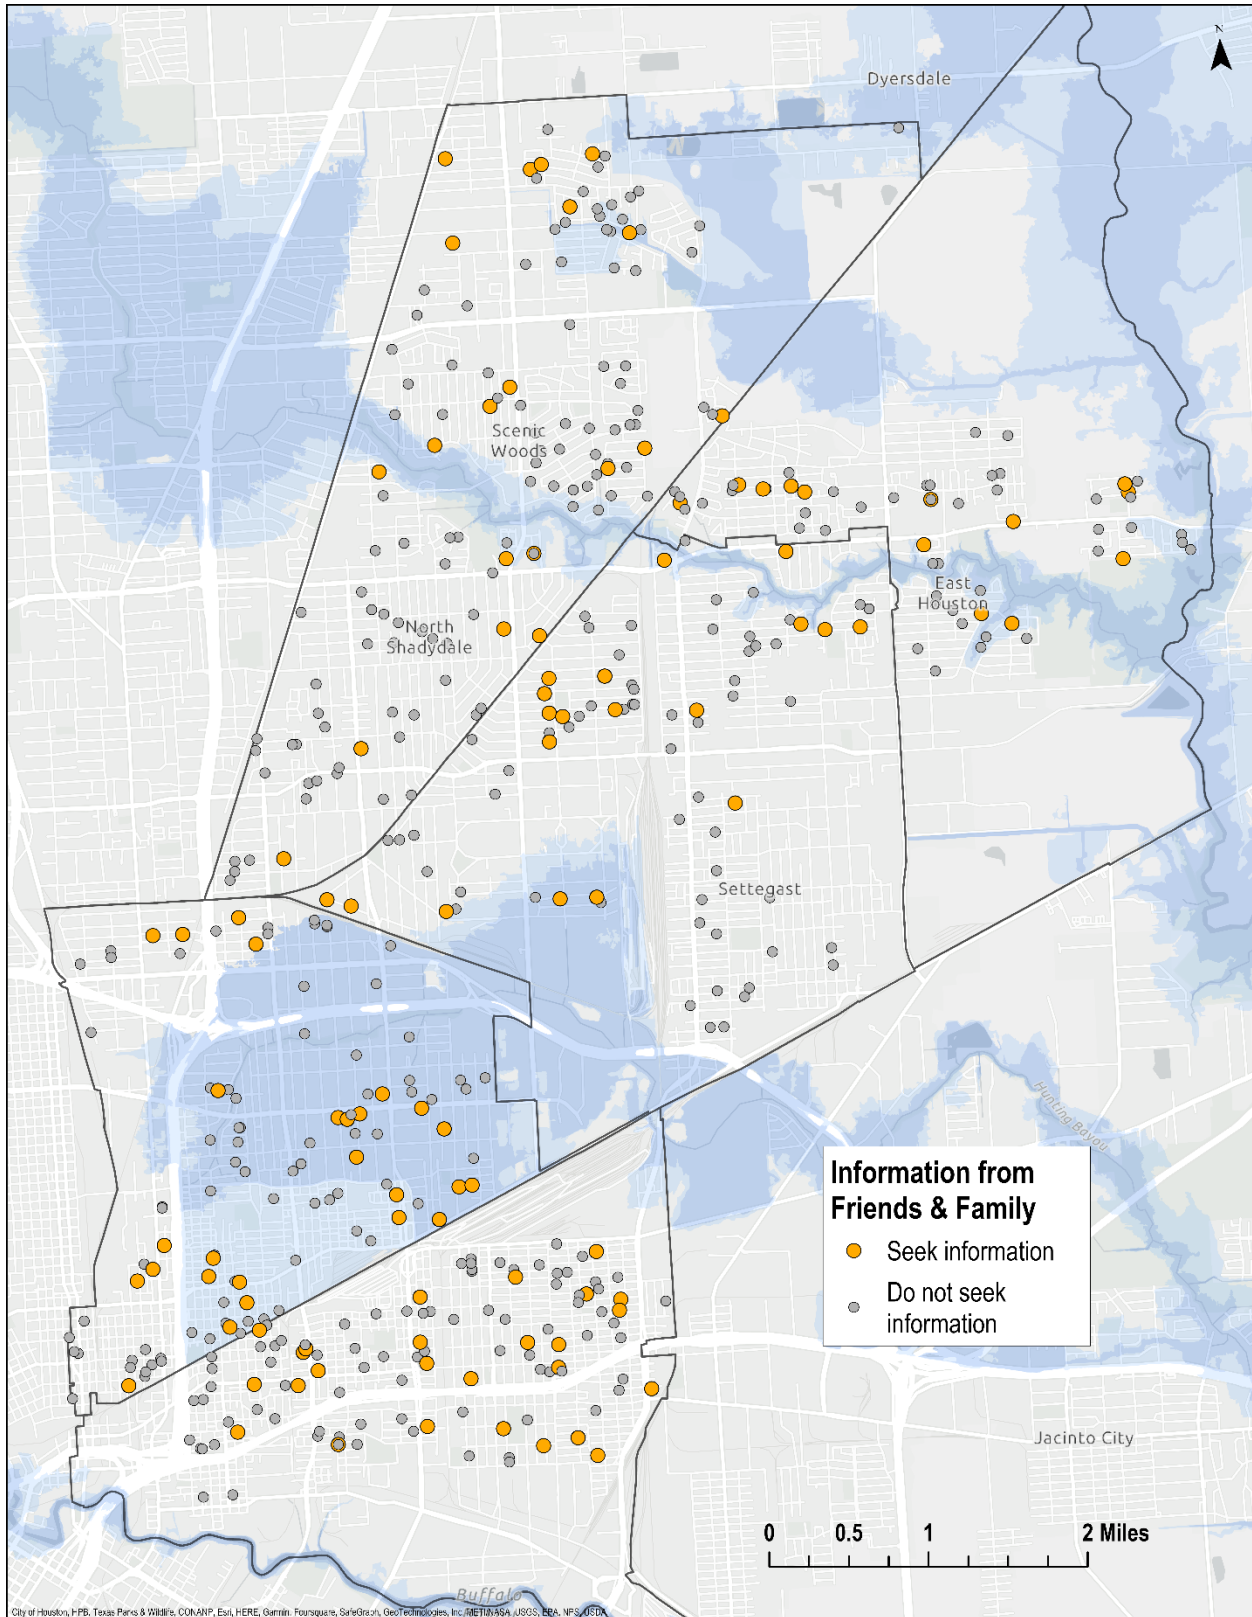 N
Dyersdale
Scenic
Woods
East
Houston
North
Shadydale
Settegast
Hunting Bayou
Information from
Friends & Family
Seek information
Do not seek
information
Jacinto City
0 0.5 1 2 Miles
Buffalo
City of Houston, HPB, Texas Parks & Wildlife, CONANP, Esri, HERE, Garmin, Foursquare, SafeGraph, GeoTechnologies, Inc, METI/NASA, USGS, EPA, NPS, USDA